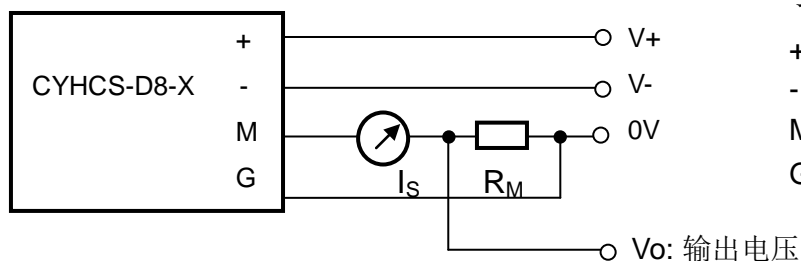 + V+
CYHCS-D8-X - V-
M 0V
G
IS RM
Vo: 输出电压
+
-
M